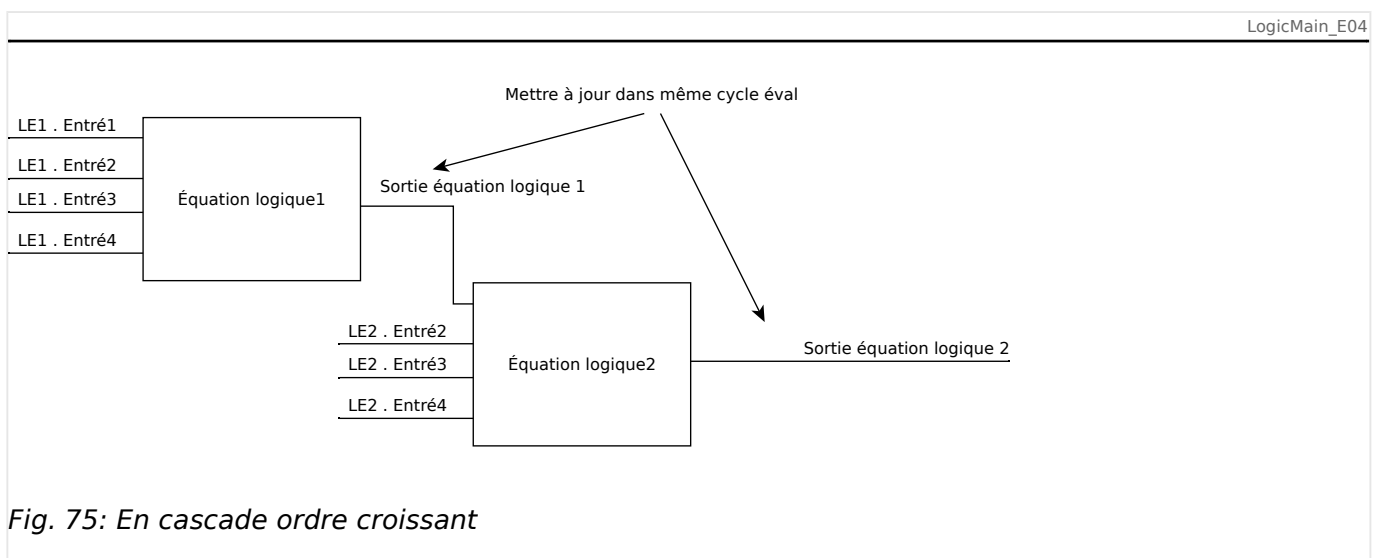 LogicMain_E04
Mettre à jour dans même cycle éval
LE1 . Entré1
LE1 . Entré2
LE1 . Entré3
LE1 . Entré4
Équation logique1
Sortie équation logique 1
LE2 . Entré2
LE2 . Entré3
LE2 . Entré4
Équation logique2
Sortie équation logique 2
Fig. 75: En cascade ordre croissant